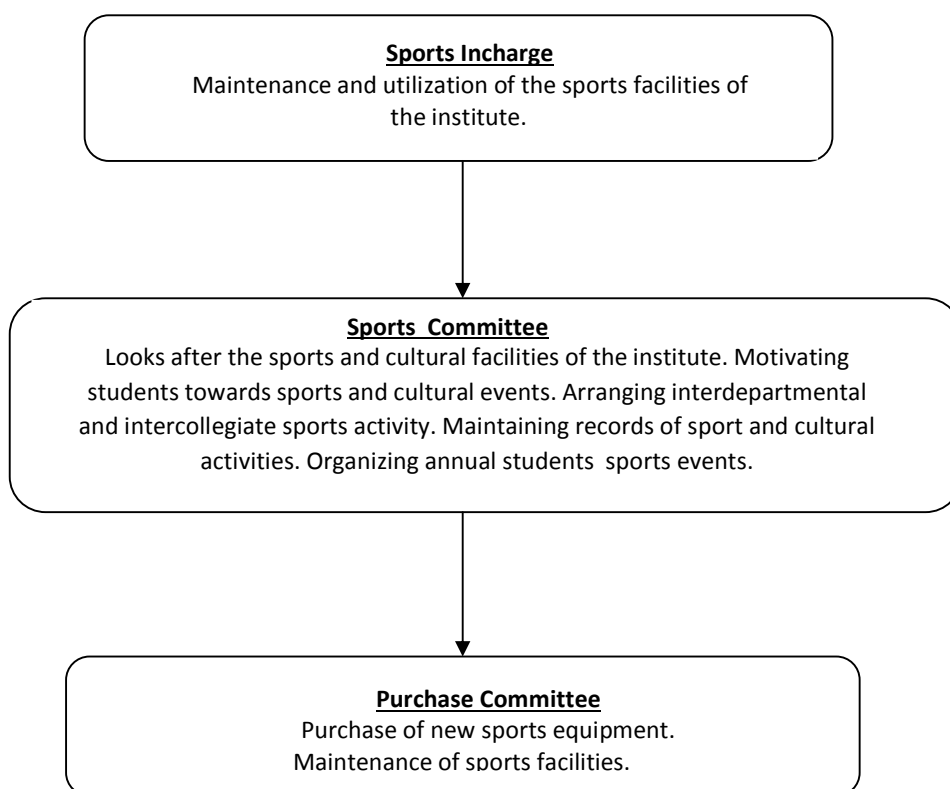 Sports Incharge
Maintenance and utilization of the sports facilities of
the institute.
Sports Committee
Looks after the sports and cultural facilities of the institute. Motivating
students towards sports and cultural events. Arranging interdepartmental
and intercollegiate sports activity. Maintaining records of sport and cultural
activities. Organizing annual students sports events.
Purchase Committee
Purchase of new sports equipment.
Maintenance of sports facilities.